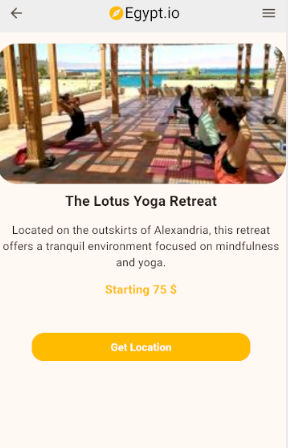 Egypt.io
The Lotus Yoga Retreat
Located on the outskirts of Alexandria, this retreat
offers a tranquil environment focused on mindfulness
and yoga.
Starting 75 $
Get Location